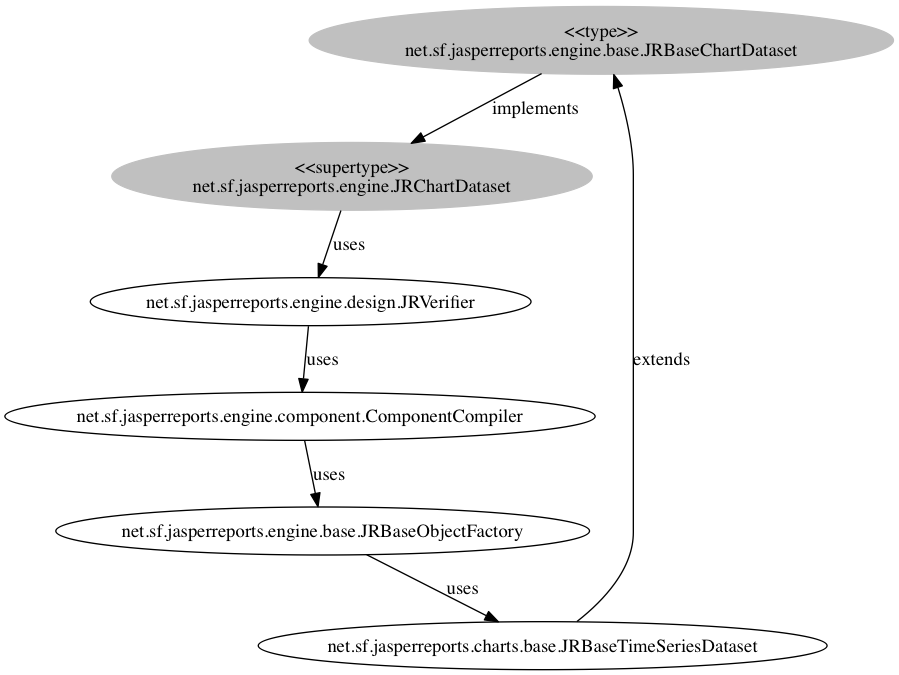 <<type>>
net.sf.jasperreports.engine.base.JRBaseChartDataset
implements
<<supertype>>
net.sf.jasperreports.engine.JRChartDataset
uses
net.sf.jasperreports.engine.design.JRVerifier
uses
extends
net.sf.jasperreports.engine.component.ComponentCompiler
uses
net.sf.jasperreports.engine.base.JRBaseObjectFactory
uses
net.sf.jasperreports.charts.base.JRBaseTimeSeriesDataset